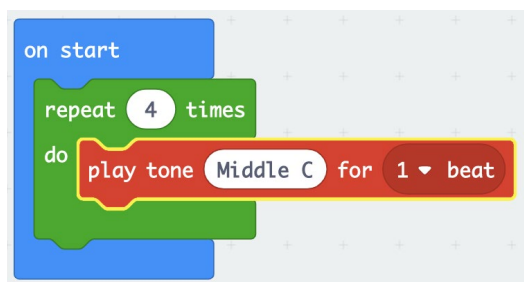 on start
repeat 4 times
do
play tone Middle C for 1 beat